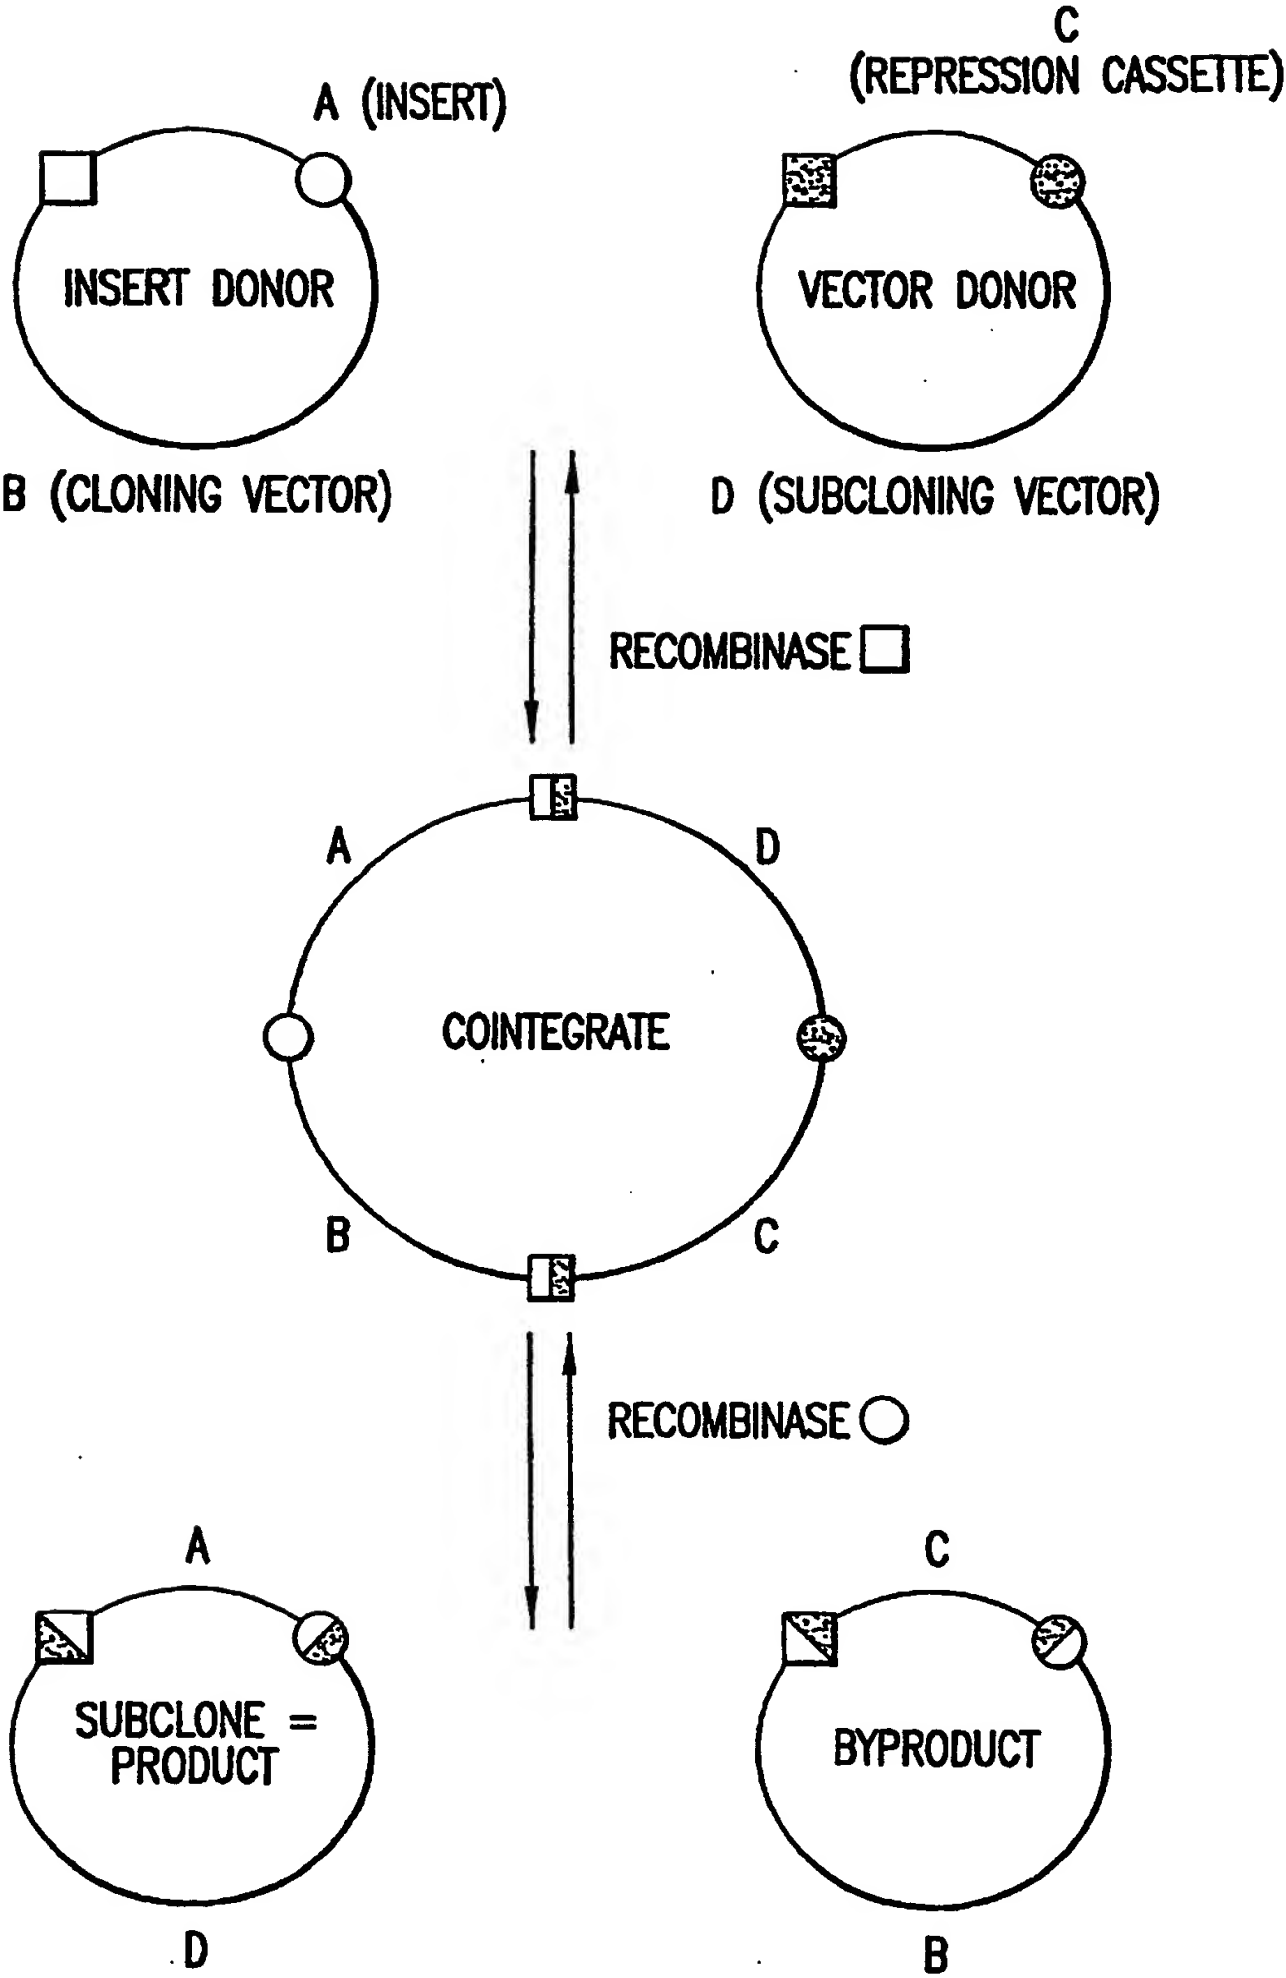 C
(REPRESSION CASSETTE)
A (INSERT)
INSERT DONOR
VECTOR DONOR
B (CLONING VECTOR)
D (SUBCLONING VECTOR)
RECOMBINASE
A
D
COINTEGRATE
B
C
RECOMBINASE
A
C
SUBCLONE =
PRODUCT
BYPRODUCT
D
B